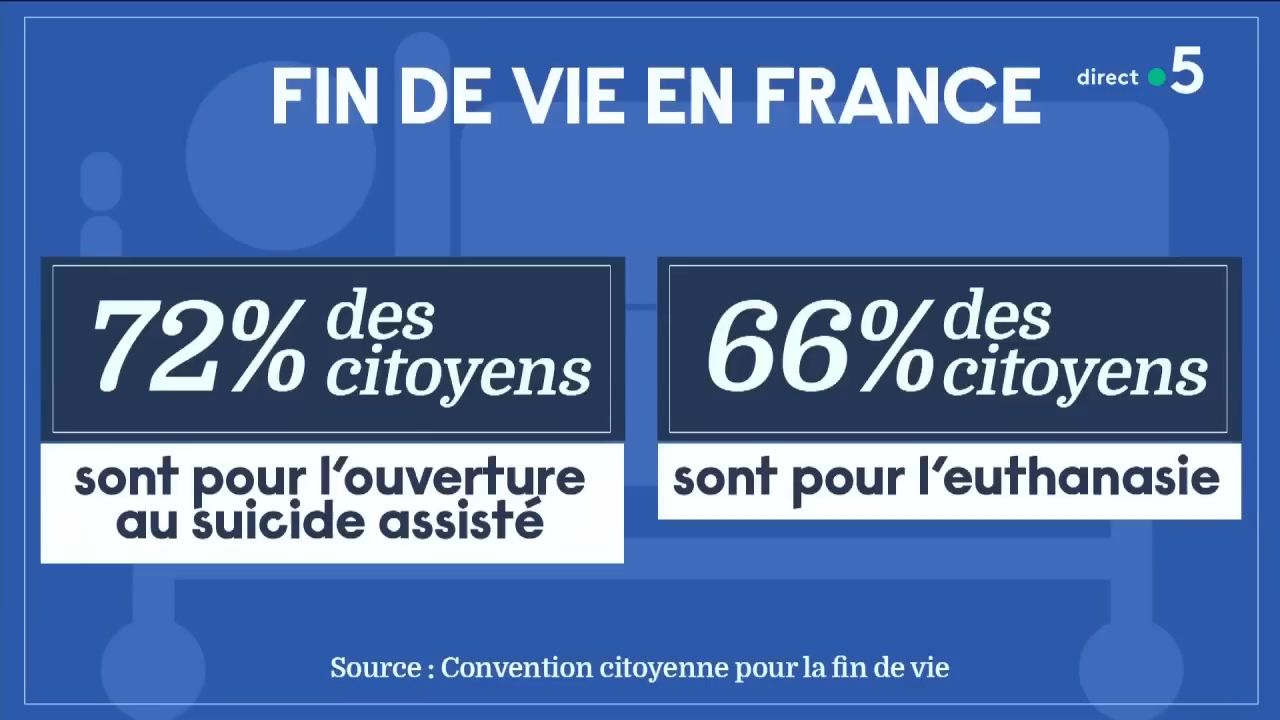 FIN DE VIE EN FRANCE
direct 5
72% des
citoyens
sont pour l'ouverture
au suicide assisté
66% des
citoyens
sont pour l'euthanasie
Source : Convention citoyenne pour la fin de vie